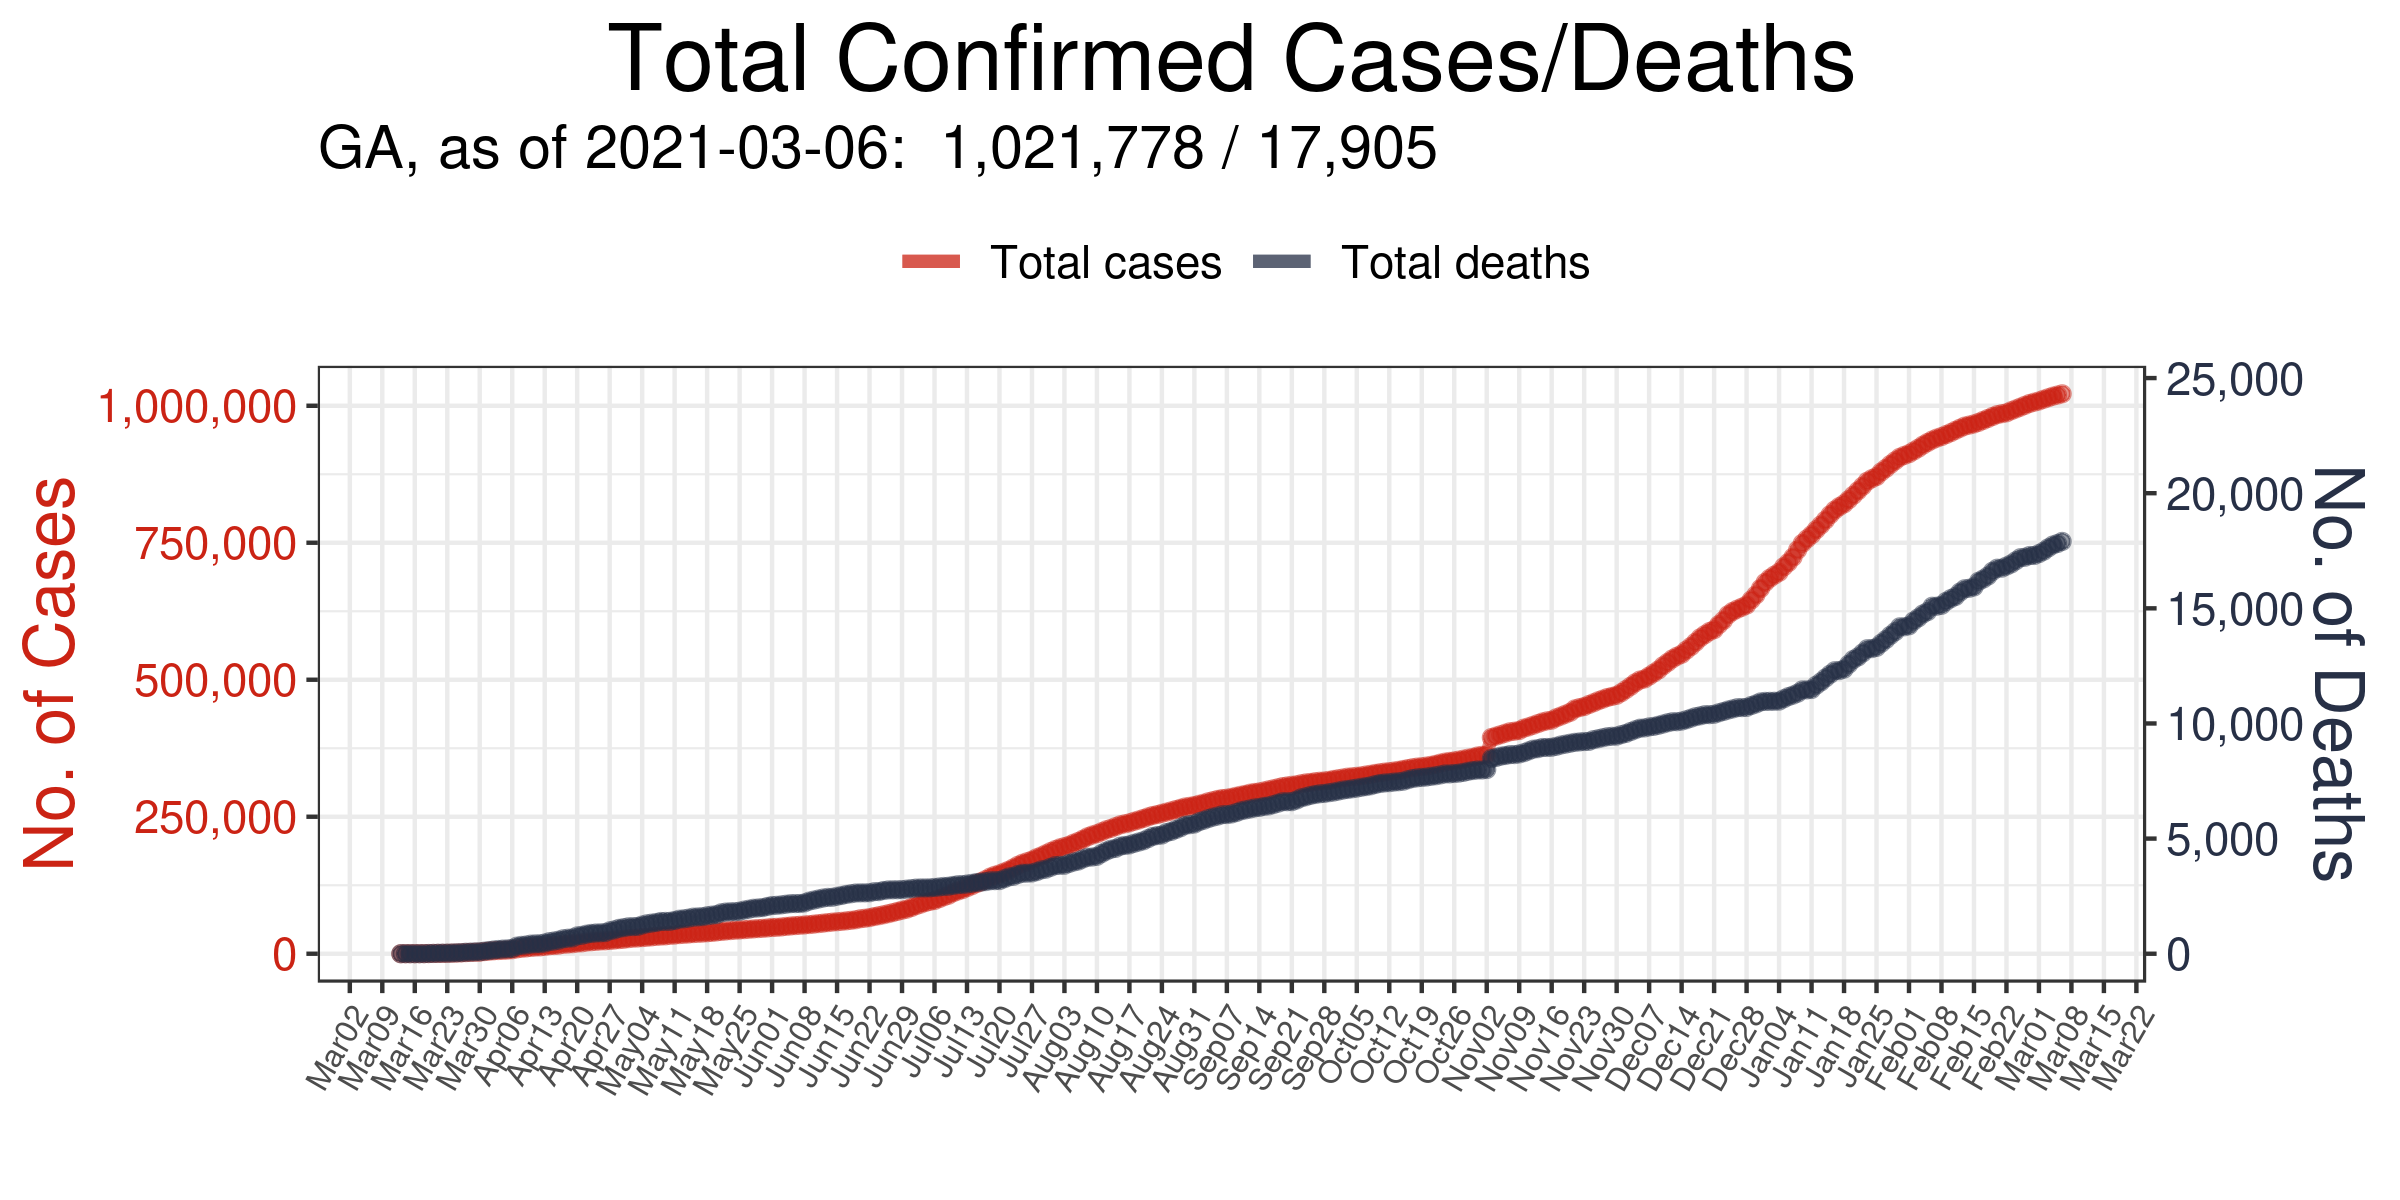 Total Confirmed Cases/Deaths
GA, as of 2021-03-06:  1,021,778 / 17,905
Total cases
Total deaths
No. of Cases
1,000,000
750,000
500,000
250,000
0
25,000
20,000
15,000
10,000
5,000
0
No. of Deaths
Mar02
Mar09
Mar16
Mar23
Mar30
Apr06
Apr13
Apr20
Apr27
May04
May11
May18
May25
Jun01
Jun08
Jun15
Jun22
Jun29
Jul06
Jul13
Jul20
Jul27
Aug03
Aug10
Aug17
Aug24
Aug31
Sep07
Sep14
Sep21
Sep28
Oct05
Oct12
Oct19
Oct26
Nov02
Nov09
Nov16
Nov23
Nov30
Dec07
Dec14
Dec21
Dec28
Jan04
Jan11
Jan18
Jan25
Feb01
Feb08
Feb15
Feb22
Mar01
Mar08
Mar15
Mar22